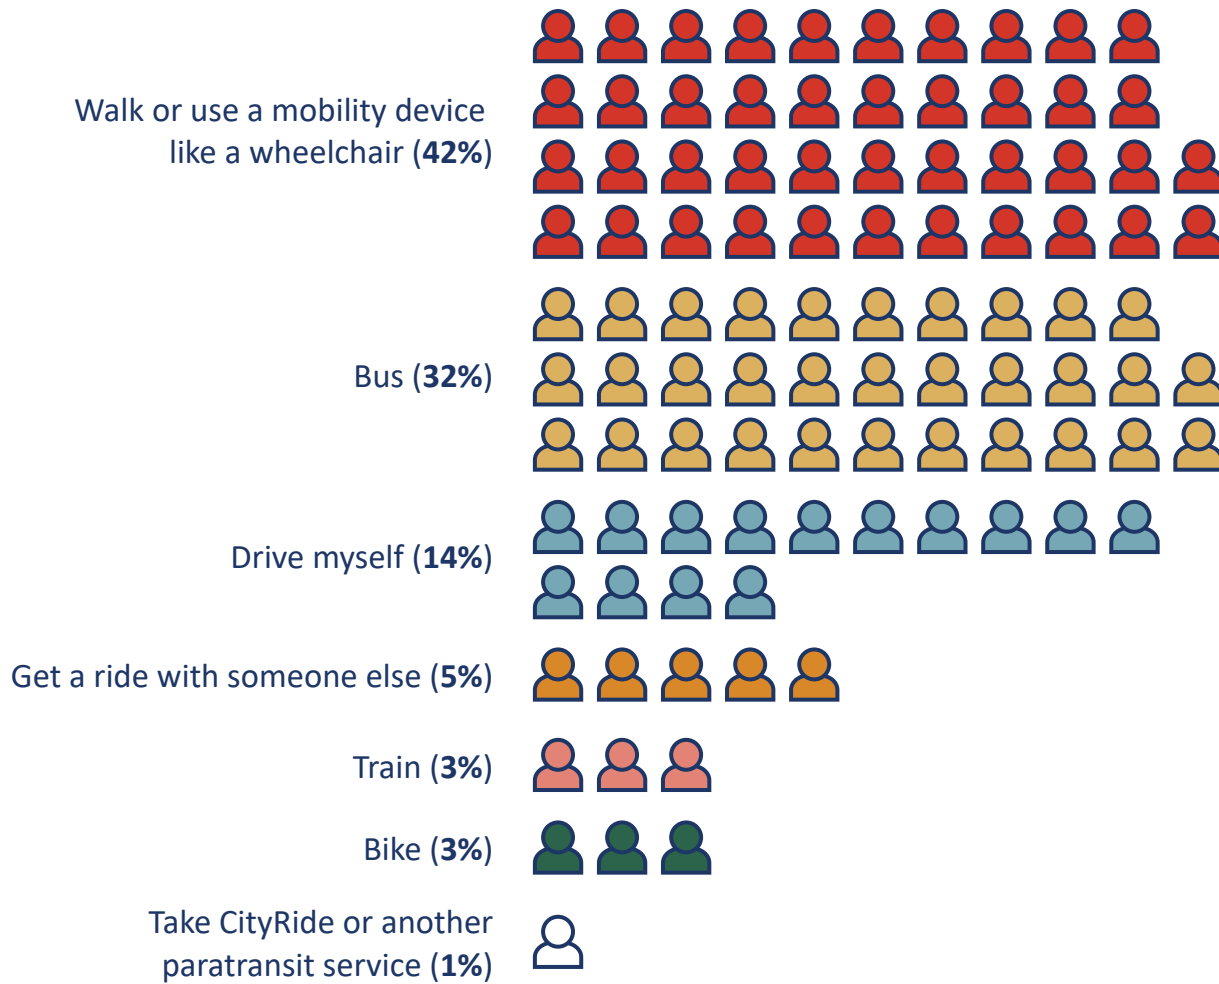 Walk or use a mobility device
like a wheelchair (42%)
Bus (32%)
Drive myself (14%)
Get a ride with someone else (5%)
Train (3%)
Bike (3%)
Take CityRide or another
paratransit service (1%)